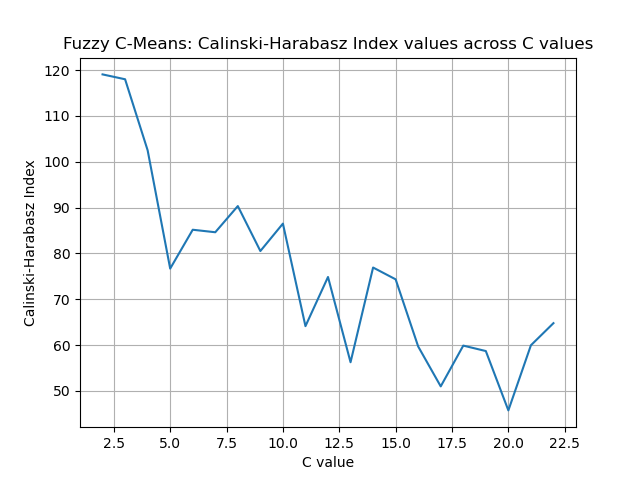 Fuzzy C-Means: Calinski-Harabasz Index values across C values
120
110
100
90
80
70
60
50
Calinski-Harabasz Index
2.5 5.0 7.5 10.0 12.5 15.0 17.5 20.0 22.5
C value